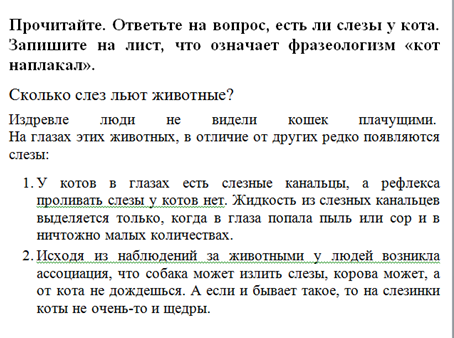 Прочитайте. Ответьте на вопрос, есть ли слезы у кота.
Запишите на лист, что означает фразеологизм «кот
наплакал».
Сколько слез льют животные?
Издревле люди не видели кошек плачущими.
На глазах этих животных, в отличие от других редко появляются
слезы:
1. У котов в глазах есть слезные канальцы, а рефлекса
проливать слезы у котов нет. Жидкость из слезных канальцев
выделяется только, когда в глаза попала пыль или сор и в
ничтожно малых количествах.
2. Исходя из наблюдений за животными у людей возникла
ассоциация, что собака может излить слезы, корова может, а
от кота не дождешься. А если и бывает такое, то на слезинки
коты не очень-то и щедры.